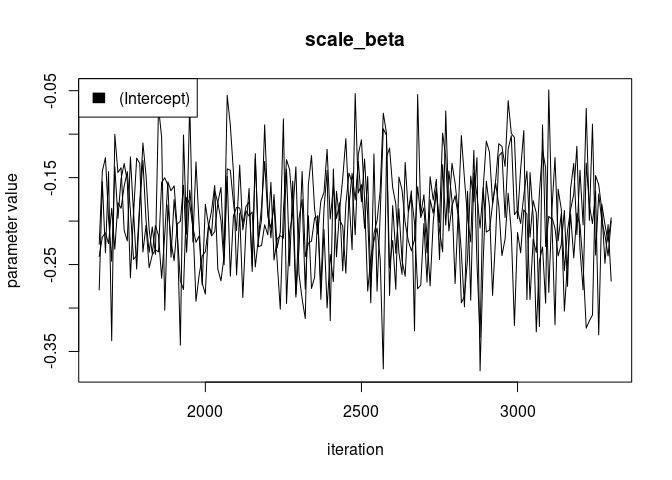 scale_beta
(Intercept)
parameter value
-0.05
-0.15
-0.25
-0.35
2000
2500
3000
iteration